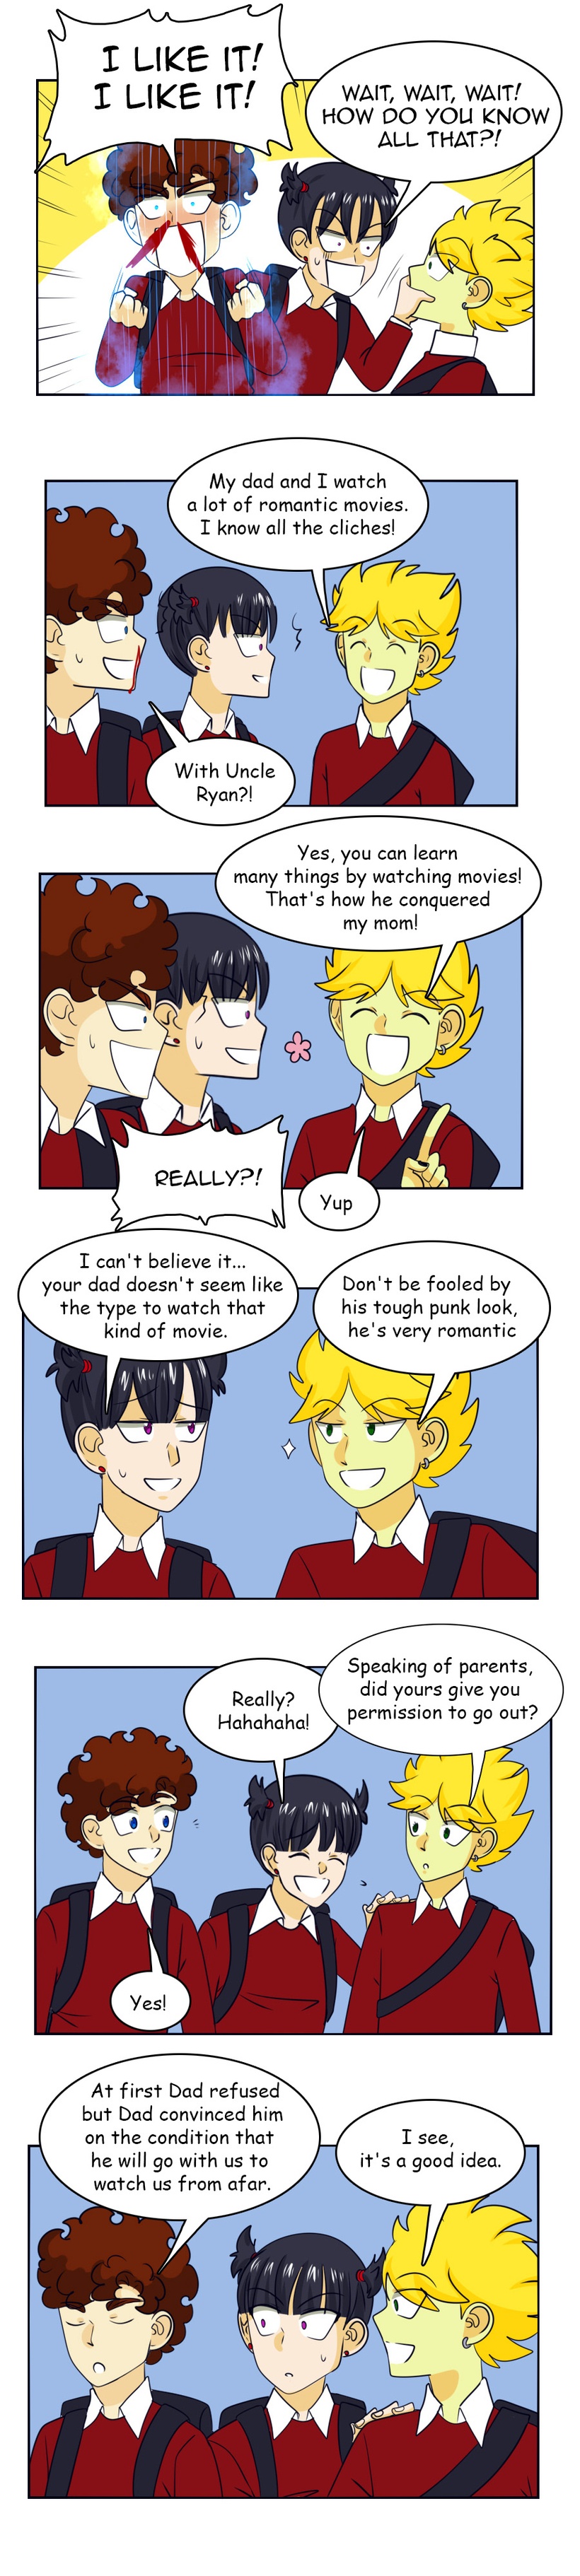 I LIKE IT!
I LIKE IT!
WAIT, WAIT, WAIT!
HOW DO YOU KNOW
ALL THAT?!
My dad and I watch
a lot of romantic movies.
I know all the cliches!
With Uncle
Ryan?!
Yes, you can learn
many things by watching movies!
That's how he conquered
my mom!
REALLY?!
Yup
I can't believe it...
your dad doesn't seem like
the type to watch that
kind of movie.
Don't be fooled by
his tough punk look,
he's very romantic
Really?
Hahahaha!
Speaking of parents,
did yours give you
permission to go out?
Yes!
At first Dad refused
but Dad convinced him
on the condition that
he will go with us to
watch us from afar.
I see,
it's a good idea.